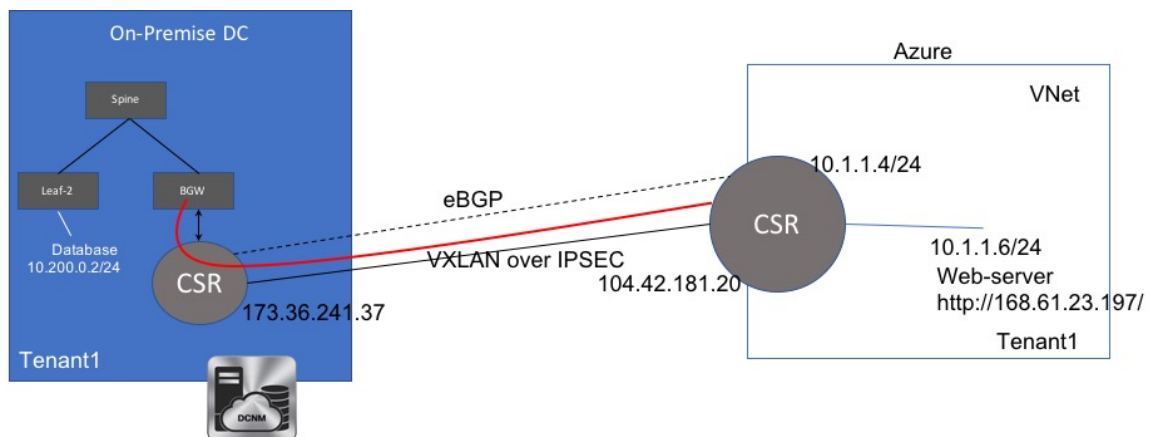 On-Premise DC
Spine
Leaf-2
BGW
Database
10.200.0.2/24
CSR
173.36.241.37
Tenant1
DCNM
eBGP
VXLAN over IPSEC
104.42.181.20
Azure
VNet
10.1.1.4/24
CSR
10.1.1.6/24
Web-server
http://168.61.23.197/
Tenant1